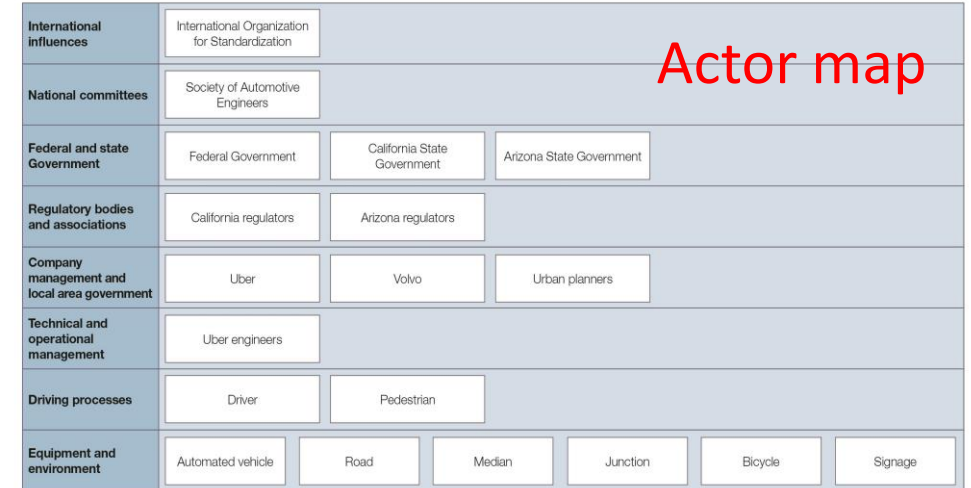 Actor map
International
influences
International Organization
for Standardization
National committees
Society of Automotive
Engineers
Federal and state
Government
Federal Government
California State
Government
Arizona State Government
Regulatory bodies
and associations
California regulators
Arizona regulators
Company
management and
local area government
Uber
Volvo
Urban planners
Technical and
operational
management
Uber engineers
Driving processes
Driver
Pedestrian
Equipment and
environment
Automated vehicle
Road
Median
Junction
Bicycle
Signage